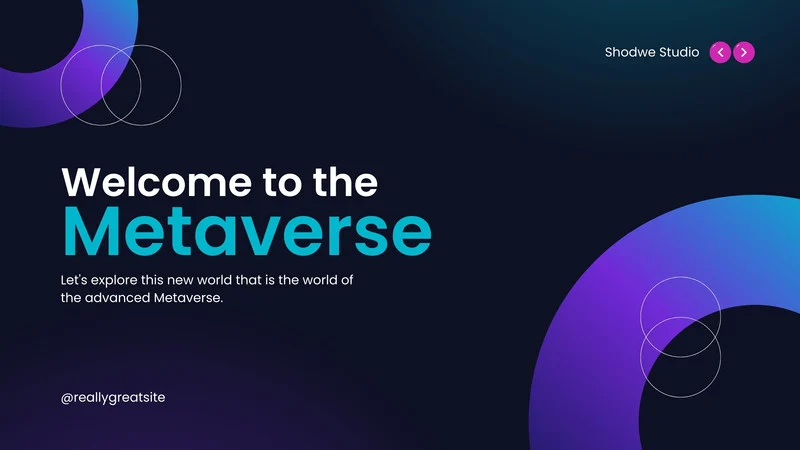 Shodwe Studio
Welcome to the
Metaverse
Let's explore this new world that is the world of
the advanced Metaverse.
@reallygreatsite